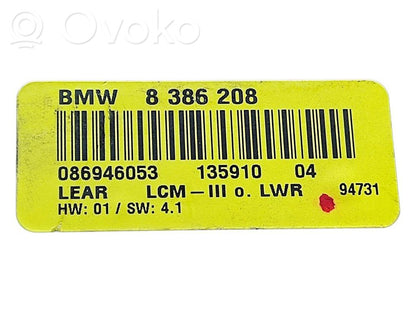 Ovoko
BMW 8 386 208
086946053 135910 04
LEAR LCM-III o. LWR 94731
HW: 01 / SW: 4.1